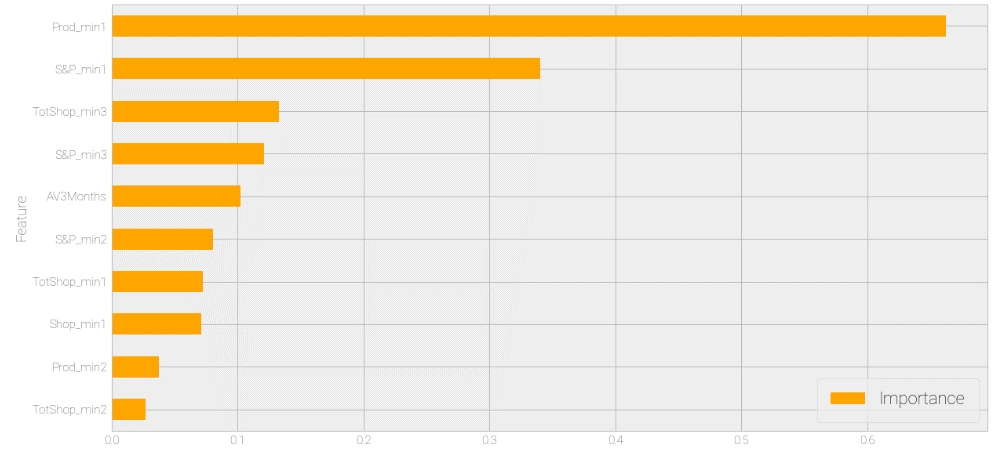 Prod_min1
S&P_min1
TotShop_min3
S&P_min3
AV3Months
S&P_min2
TotShop_min1
Shop_min1
Prod_min2
TotShop_min2
Feature
Importance
0.0 0.1 0.2 0.3 0.4 0.5 0.6